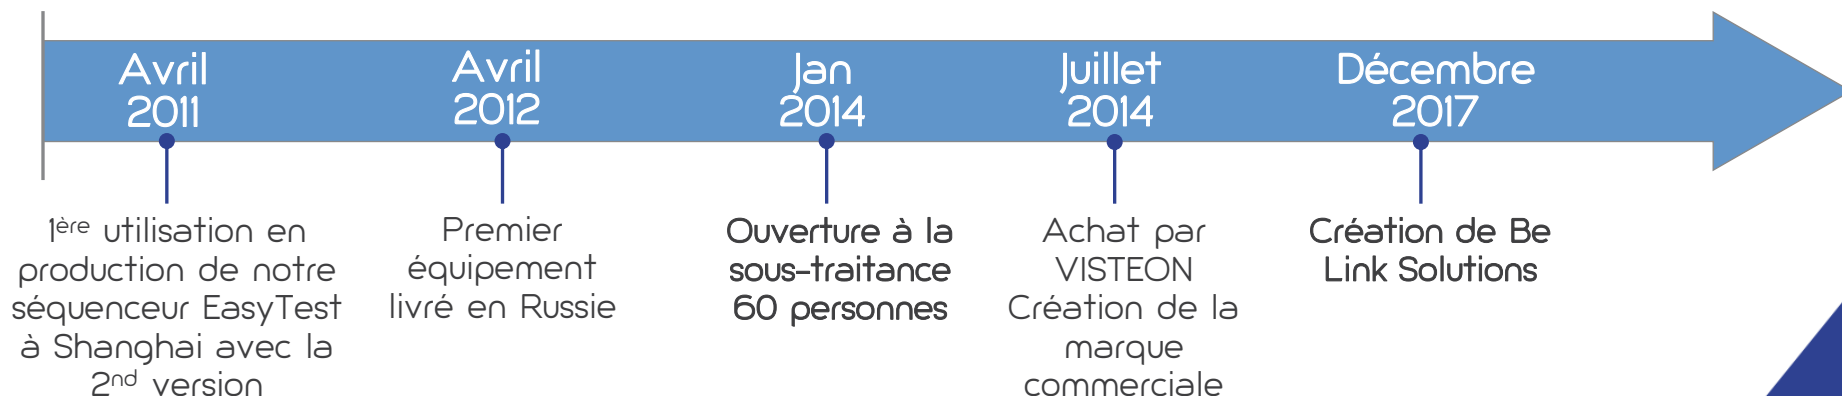 Avril
2011
Avril
2012
Jan
2014
Juillet
2014
Décembre
2017
1ère utilisation en
production de notre
séquenceur EasyTest
à Shanghai avec la
2nd version
Premier
équipement
livré en Russie
Ouverture à la
sous-traitance
60 personnes
Achat par
VISTEON
Création de la
marque
commerciale
Création de Be
Link Solutions